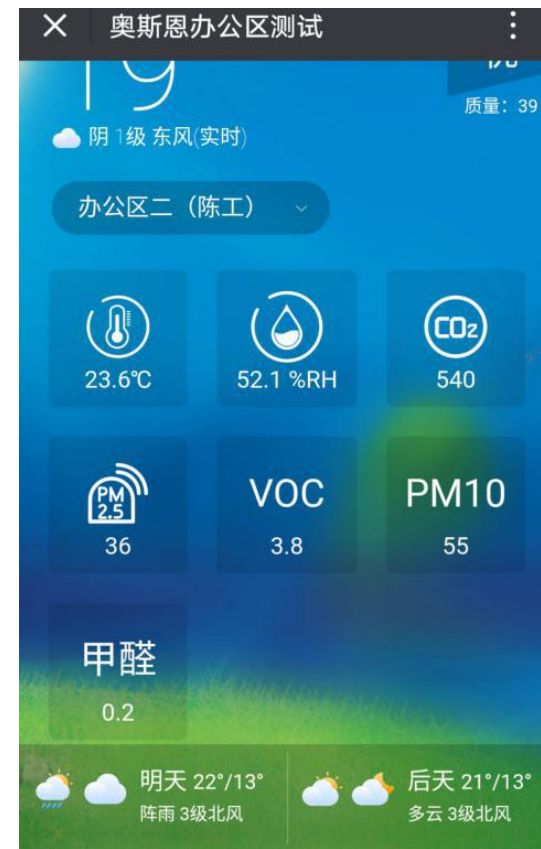 奥斯恩办公区测试
19
优
质量：39
阴 1级 东风(实时)
办公区二（陈工）
23.6℃
52.1 %RH
CO₂
540
PM
2.5
36
VOC
3.8
PM10
55
甲醛
0.2
明天 22°/13°
阵雨 3级北风
后天 21°/13°
多云 3级北风